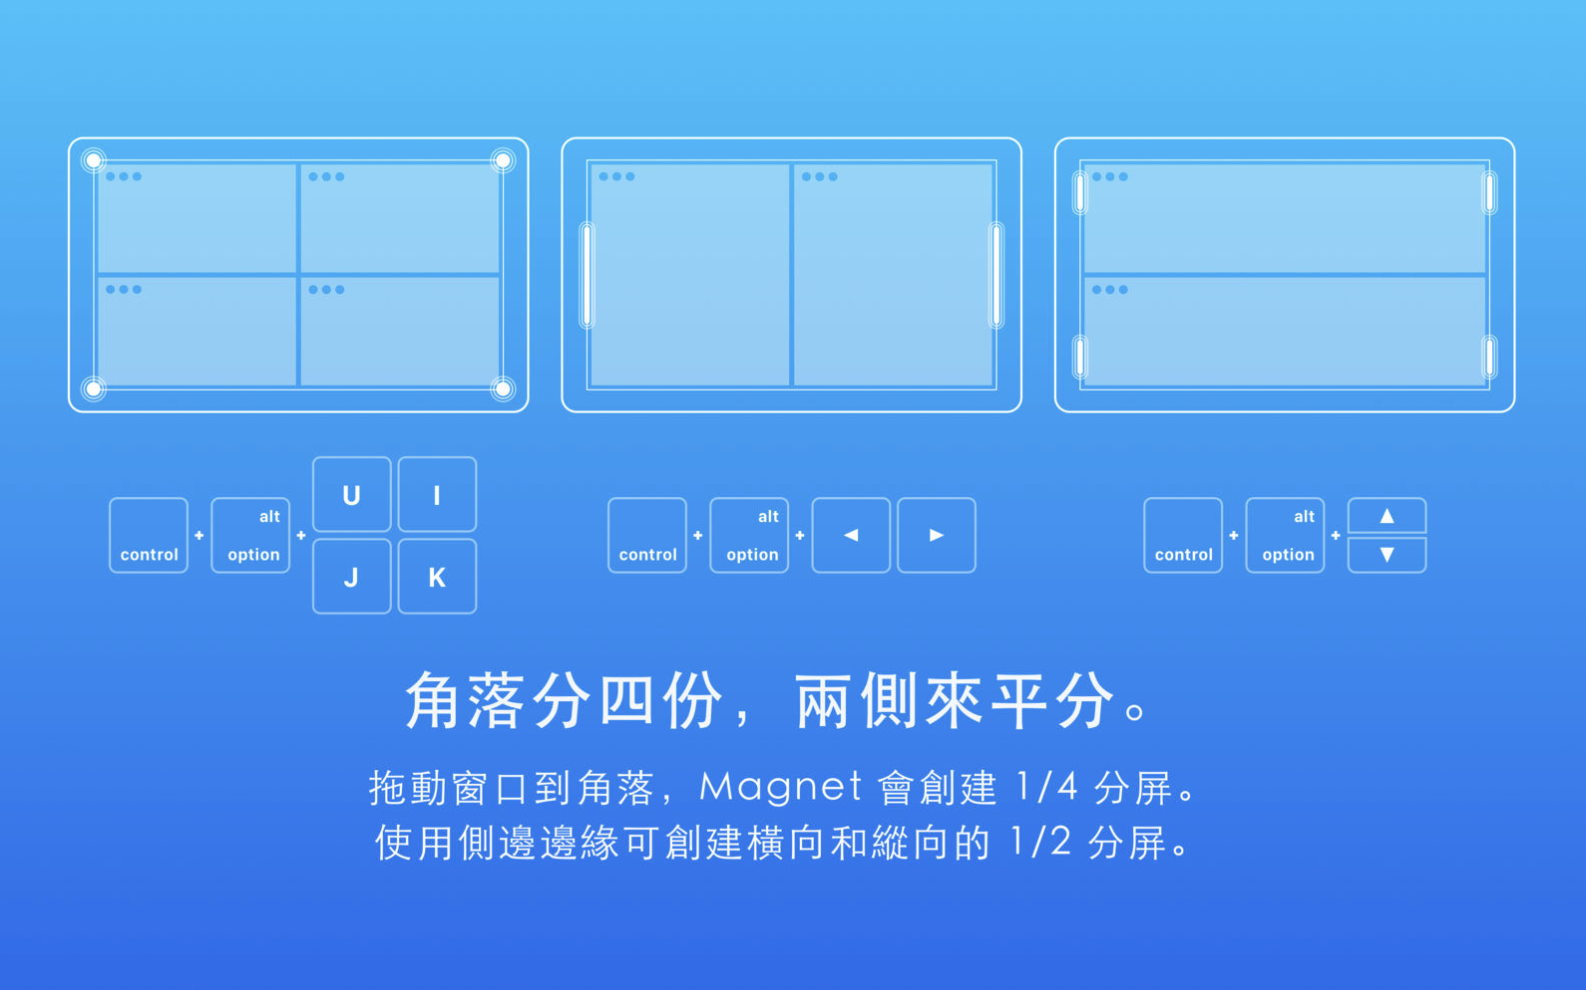 U I
alt alt alt
control + option + control + option + ◀ ▶ control + option + ▲ ▼
J K
角落分四份，兩側來平分。
拖動窗口到角落，Magnet 會創建 1/4 分屏。
使用側邊邊緣可創建橫向和縱向的 1/2 分屏。